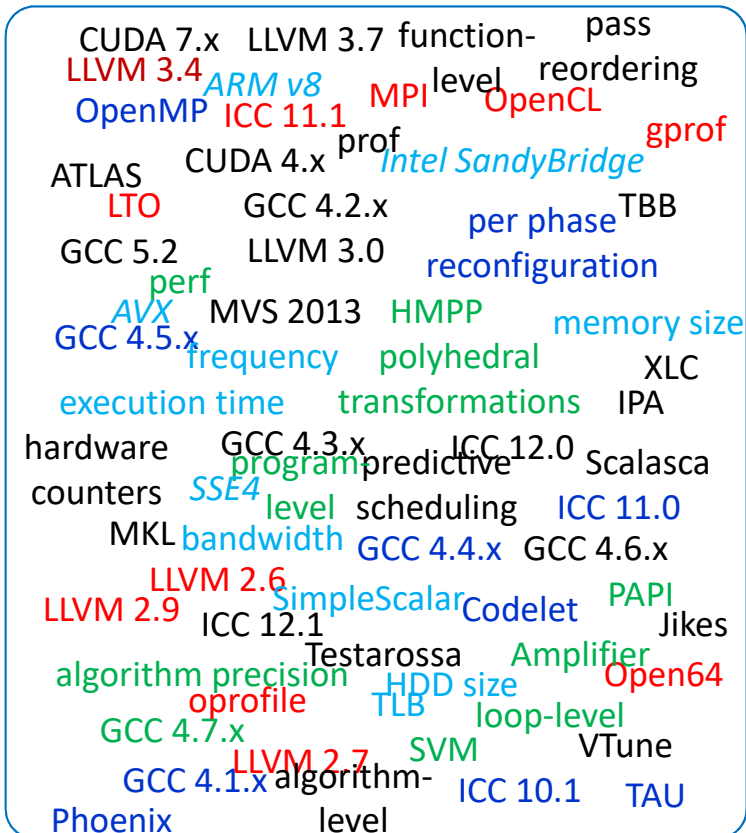 pass
CUDA 7.x LLVM 3.7 function-
LLVM 3.4 ARM v8 level reordering
OpenMP ICC 11.1 MPI OpenCL
prof gprof
ATLAS CUDA 4.x Intel SandyBridge
LTO GCC 4.2.x per phase TBB
GCC 5.2 LLVM 3.0 reconfiguration
perf
AVX MVS 2013 HMPP memory size
GCC 4.5.x
frequency polyhedral XLC
execution time transformations IPA
hardware GCC 4.3.x ICC 12.0
program- predictive Scalasca
counters SSE4 level scheduling ICC 11.0
MKL bandwidth GCC 4.4.x GCC 4.6.x
LLVM 2.6 SimpleScalar PAPI
LLVM 2.9 ICC 12.1 Codelet Jikes
Testarossa Amplifier
algorithm precision HDD size Open64
oprofile TLB loop-level
GCC 4.7.x SVM VTune
LLVM 2.7
GCC 4.1.x algorithm- ICC 10.1 TAU
Phoenix level